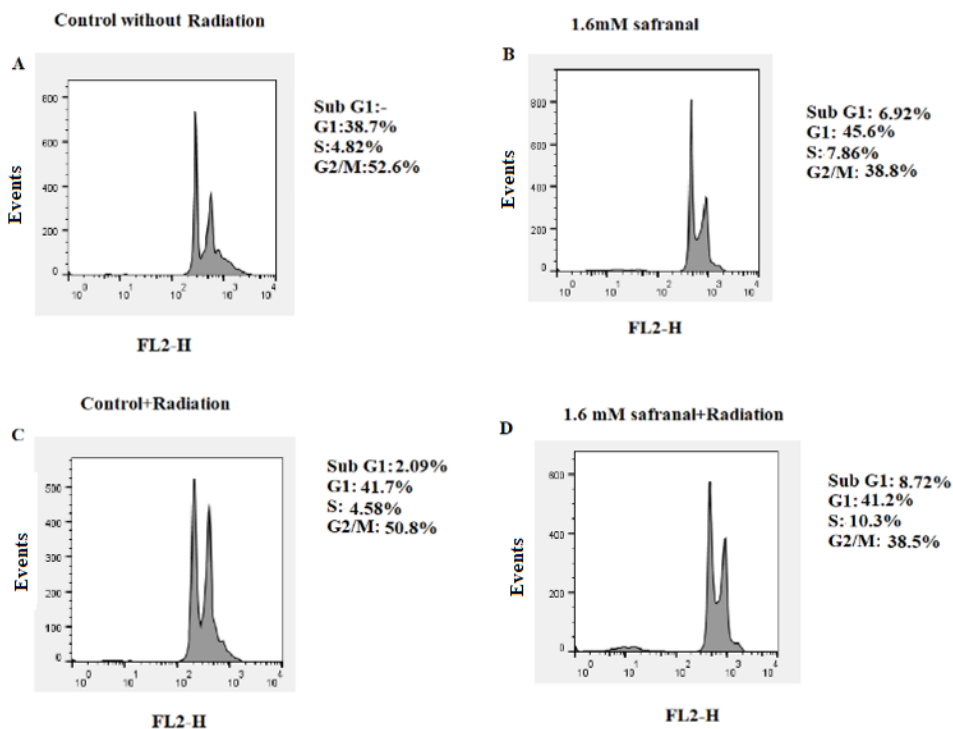 Control without Radiation
A
800
600
400
200
0
10^0 10^1 10^2 10^3 10^4
Events
FL2-H
Sub G1:-
G1:38.7%
S:4.82%
G2/M:52.6%
1.6mM safranal
B
800
600
400
200
0
10^0 10^1 10^2 10^3 10^4
Events
FL2-H
Sub G1: 6.92%
G1: 45.6%
S: 7.86%
G2/M: 38.8%
Control+Radiation
C
500
400
300
200
100
0
10^0 10^1 10^2 10^3 10^4
Events
FL2-H
Sub G1:2.09%
G1: 41.7%
S: 4.58%
G2/M: 50.8%
1.6 mM safranal+Radiation
D
600
400
200
0
10^0 10^1 10^2 10^3 10^4
Events
FL2-H
Sub G1: 8.72%
G1: 41.2%
S: 10.3%
G2/M: 38.5%